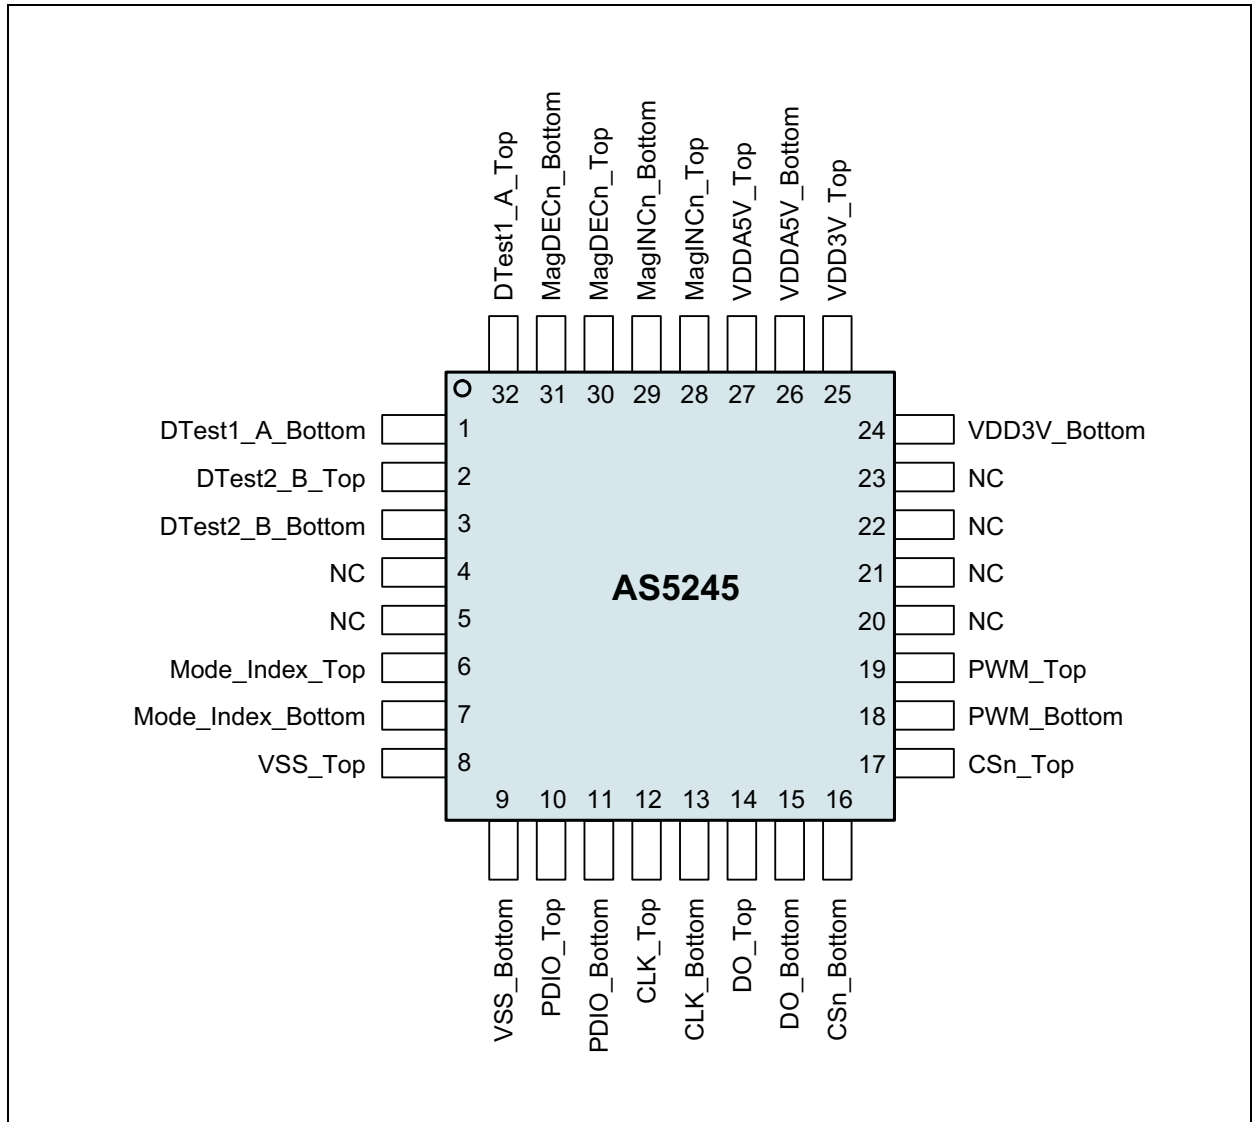 DTest1_A_Top
MagDECn_Bottom
MagDECn_Top
MagINCn_Bottom
MagINCn_Top
VDDA5V_Top
VDDA5V_Bottom
VDD3V_Top
32 31 30 29 28 27 26 25
DTest1_A_Bottom 1 24 VDD3V_Bottom
DTest2_B_Top 2 23 NC
DTest2_B_Bottom 3 22 NC
NC 4 21 NC
AS5245
NC 5 20 NC
Mode_Index_Top 6 19 PWM_Top
Mode_Index_Bottom 7 18 PWM_Bottom
VSS_Top 8 17 CSn_Top
9 10 11 12 13 14 15 16
VSS_Bottom
PDIO_Top
PDIO_Bottom
CLK_Top
CLK_Bottom
DO_Top
DO_Bottom
CSn_Bottom